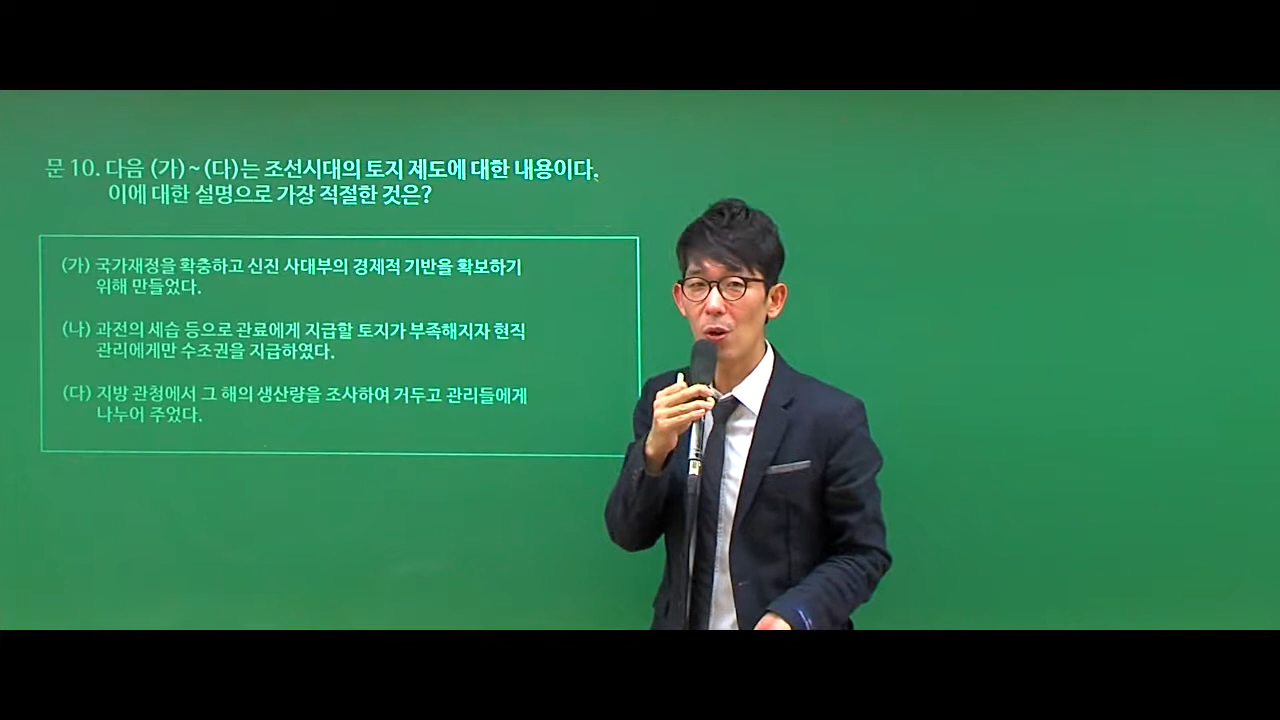 문 10. 다음 (가)~(다)는 조선시대의 토지 제도에 대한 내용이다.
이에 대한 설명으로 가장 적절한 것은?
(가) 국가재정을 확충하고 신진 사대부의 경제적 기반을 확보하기
위해 만들었다.
(나) 과전의 세습 등으로 관료에게 지급할 토지가 부족해지자 현직
관리에게만 수조권을 지급하였다.
(다) 지방 관청에서 그 해의 생산량을 조사하여 거두고 관리들에게
나누어 주었다.